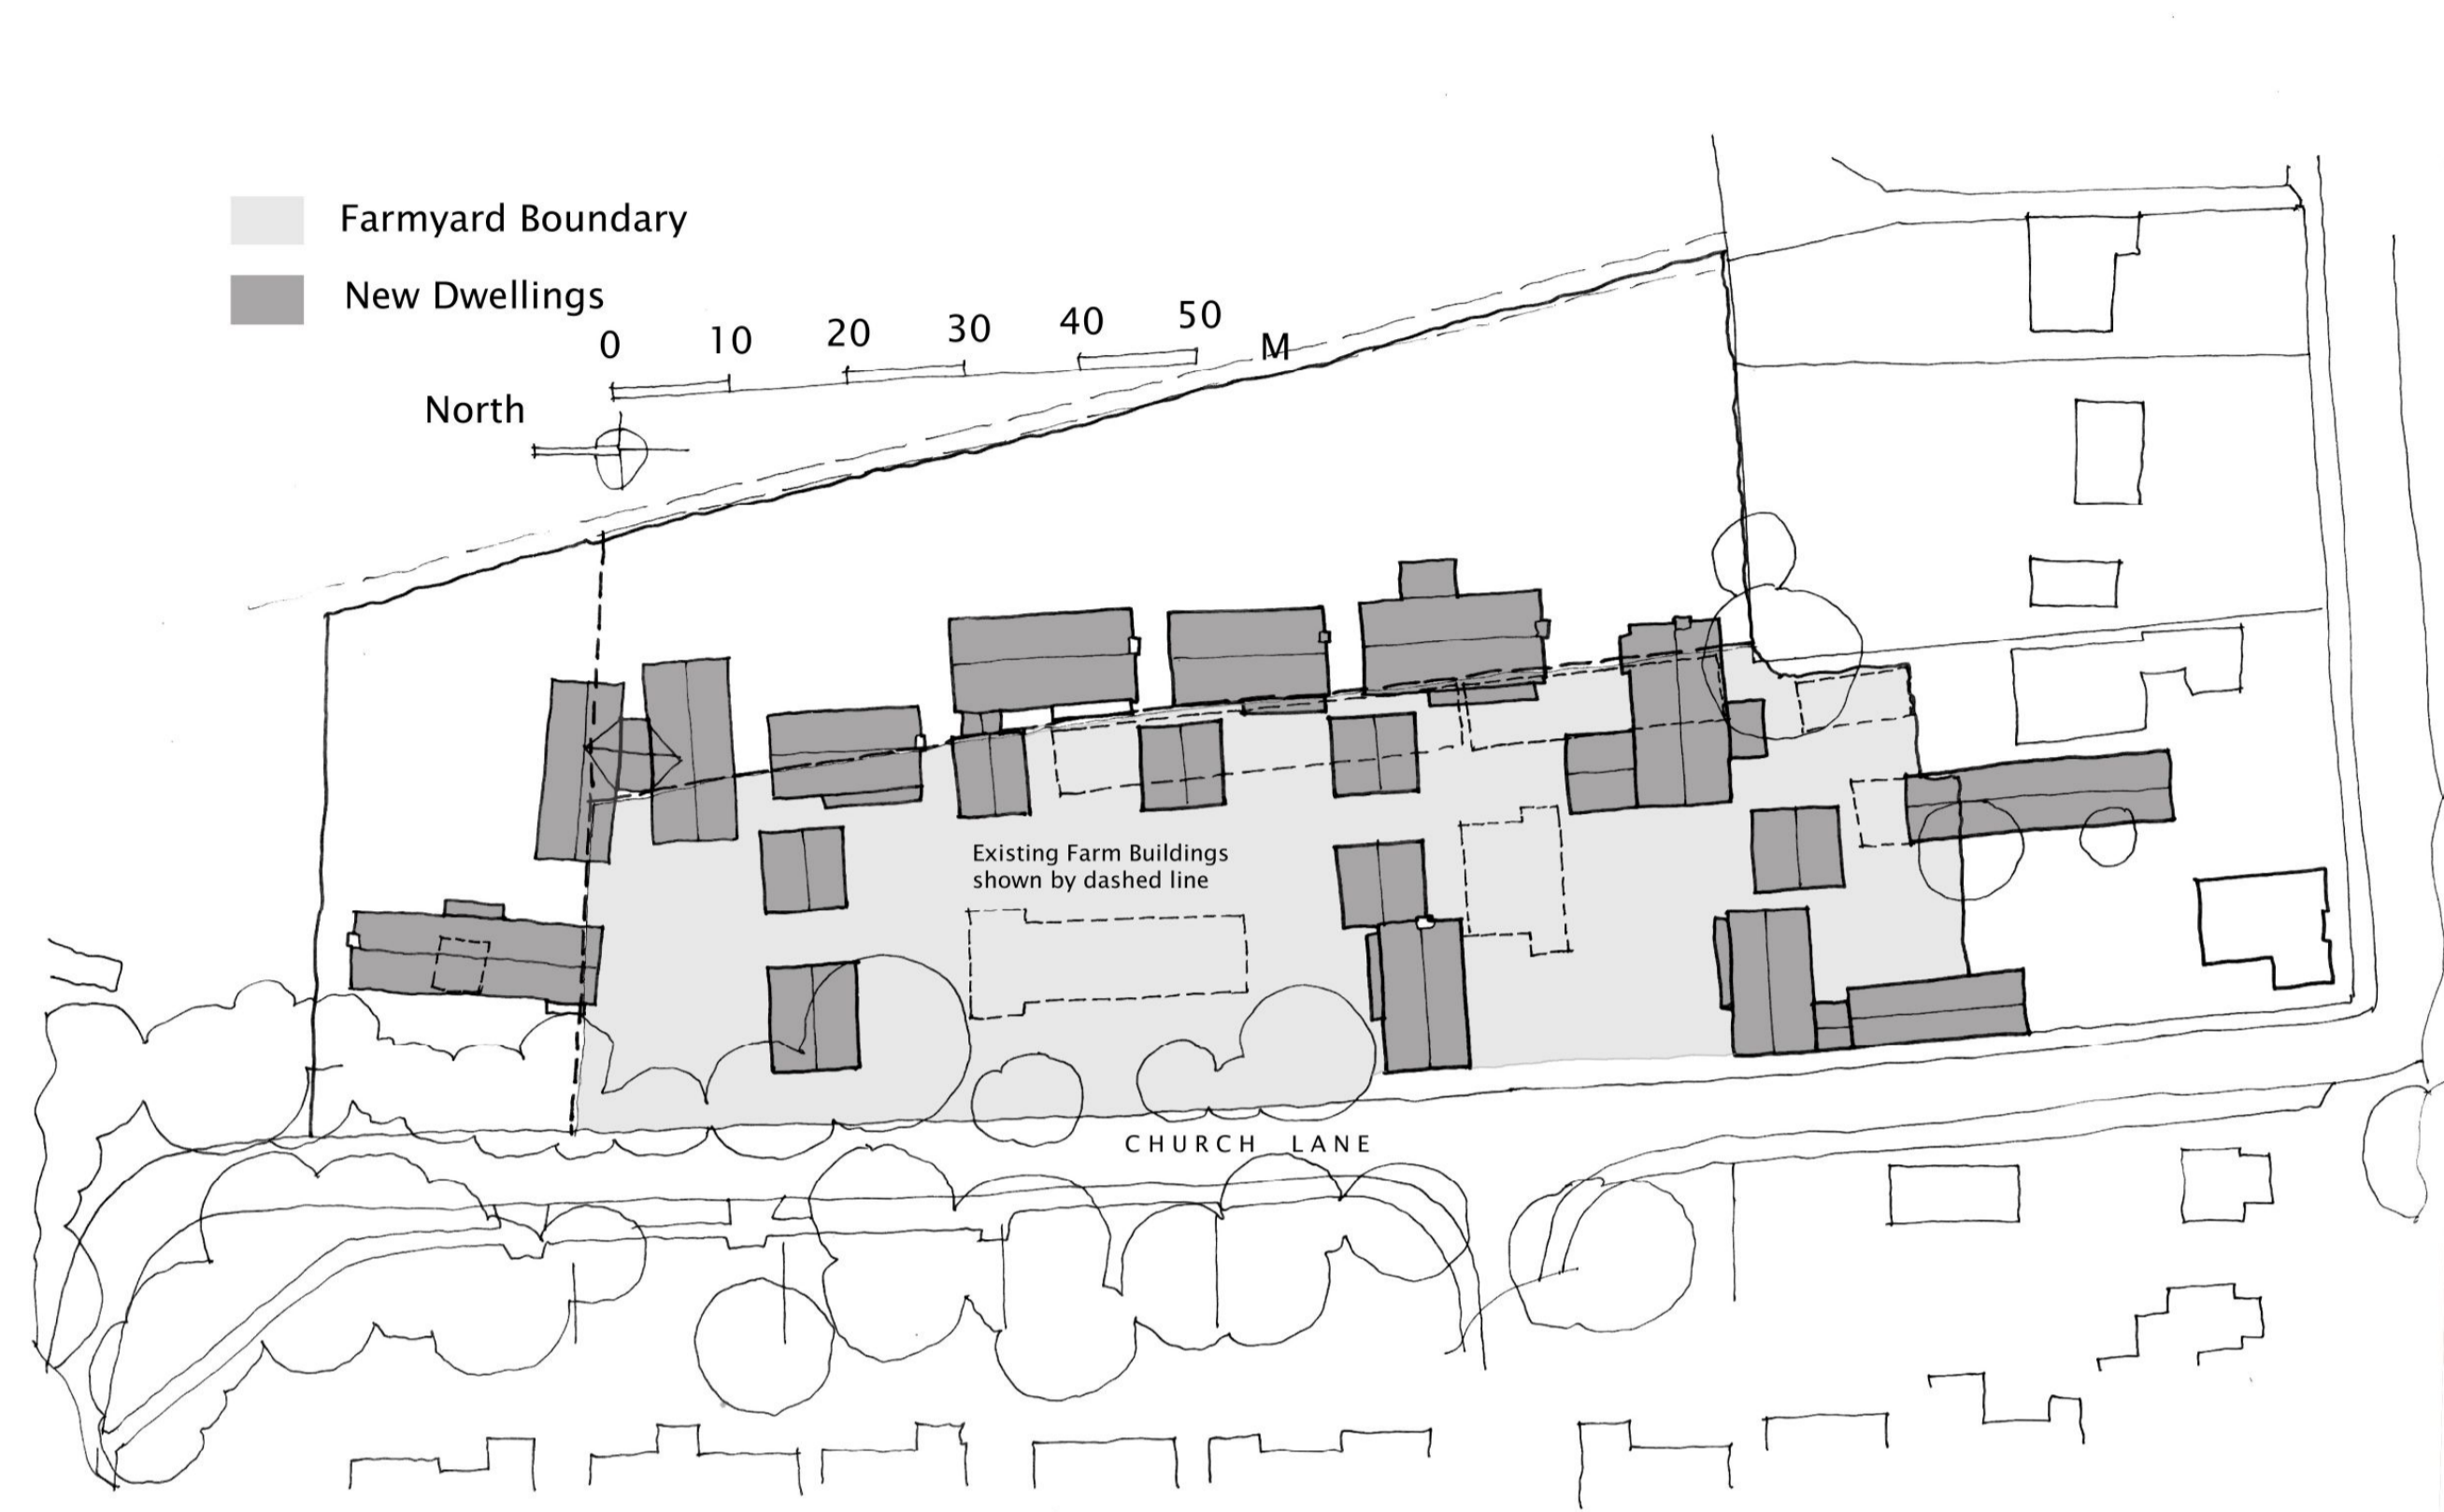 Farmyard Boundary
New Dwellings
0 10 20 30 40 50 M
North
Existing Farm Buildings
shown by dashed line
CHURCH LANE